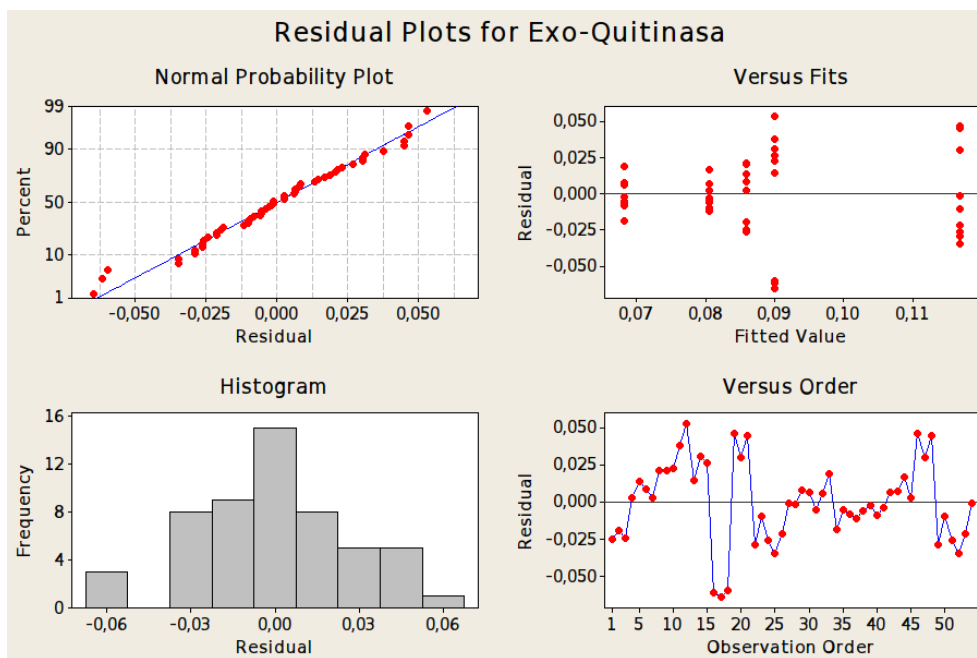 Residual Plots for Exo-Quitinasa
Normal Probability Plot
99
90
50
10
1
Percent
-0,050 -0,025 0,000 0,025 0,050
Residual
Versus Fits
0,050
0,025
0,000
-0,025
-0,050
Residual
0,07 0,08 0,09 0,10 0,11
Fitted Value
Histogram
16
12
8
4
0
Frequency
-0,06 -0,03 0,00 0,03 0,06
Residual
Versus Order
0,050
0,025
0,000
-0,025
-0,050
Residual
1 5 10 15 20 25 30 35 40 45 50
Observation Order